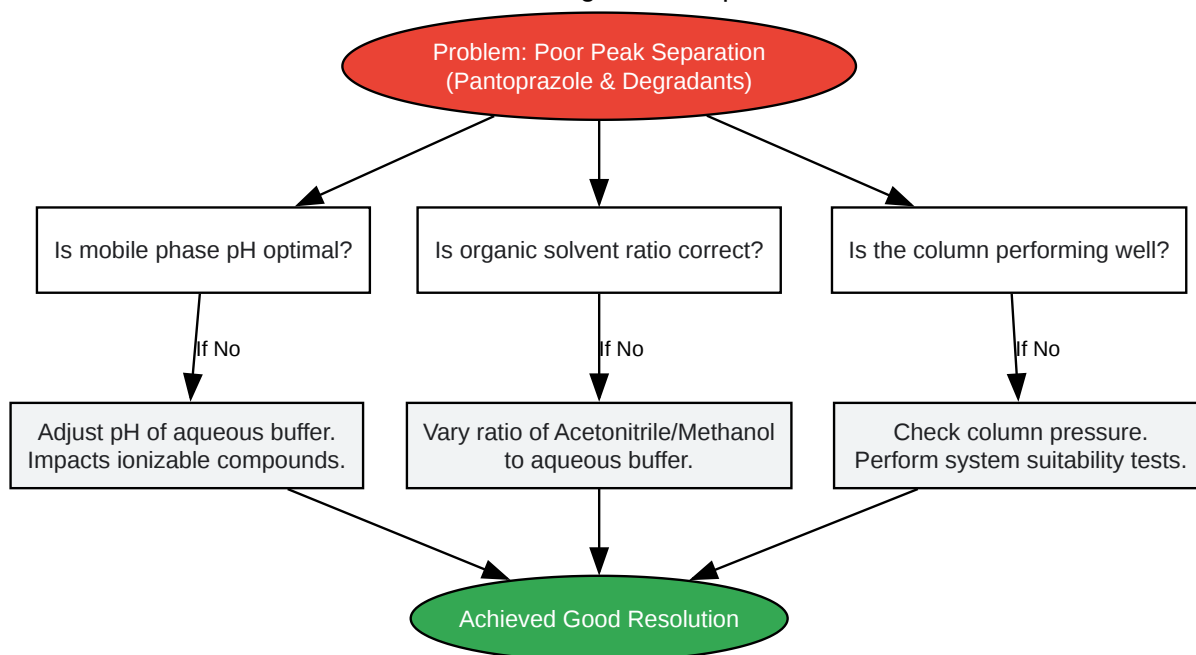 Problem: Poor Peak Separation
(Pantoprazole & Degradants)
Is mobile phase pH optimal?
Is organic solvent ratio correct?
Is the column performing well?
If No
If No
If No
Adjust pH of aqueous buffer.
Impacts ionizable compounds.
Vary ratio of Acetonitrile/Methanol
to aqueous buffer.
Check column pressure.
Perform system suitability tests.
Achieved Good Resolution